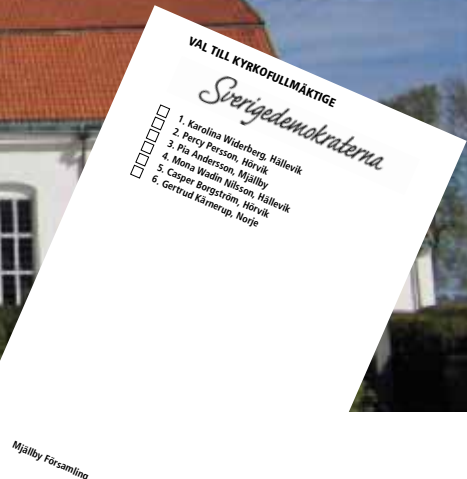 VAL TILL KYRKOFULLMÄKTIGE
Sverigedemokraterna
1. Karolina Widerberg, Hällevik
2. Percy Persson, Hörvik
3. Pia Andersson, Mjällby
4. Mona Wadin Nilsson, Hällevik
5. Casper Borgström, Hörvik
6. Gertrud Kärnerup, Norje
Mjällby Församling